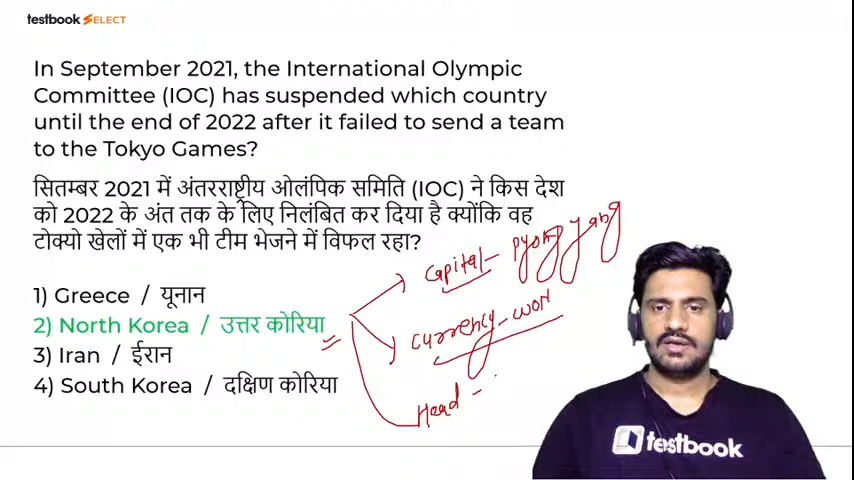 testbook SELECT
In September 2021, the International Olympic
Committee (IOC) has suspended which country
until the end of 2022 after it failed to send a team
to the Tokyo Games?
सितम्बर 2021 में अंतरराष्ट्रीय ओलंपिक समिति (IOC) ने किस देश
को 2022 के अंत तक के लिए निलंबित कर दिया है क्योंकि वह
टोक्यो खेलों में एक भी टीम भेजने में विफल रहा?
1) Greece / यूनान
2) North Korea / उत्तर कोरिया
3) Iran / ईरान
4) South Korea / दक्षिण कोरिया
Capital - Pyongyang
Currency - WON
Head -
testbook